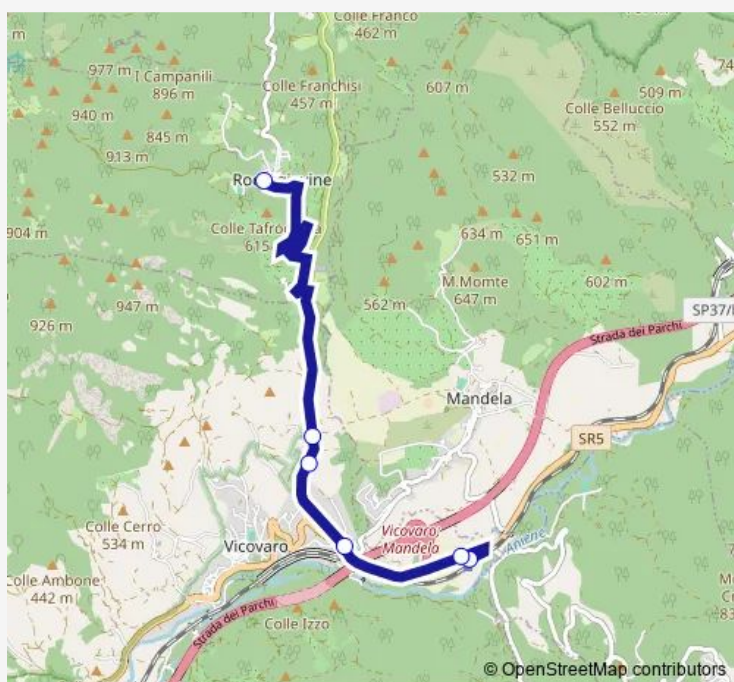 Colle Franco
462 m
977 m
I Campanili
896 m
Colle Franchisi
457 m
607 m
509 m
Colle Belluccio
552 m
940 m
845 m
913 m
532 m
904 m
615
634 m
651 m
M.Momte
647 m
602 m
562 m
947 m
926 m
SP37/
Strada dei Parchi
Mandela
SR5
Colle Cerro
534 m
Vicovaro
Vicovaro
Mandela
Aniene
Colle Ambone
442 m
Strada dei Parchi
Colle Izzo
© OpenStreetMap contributors